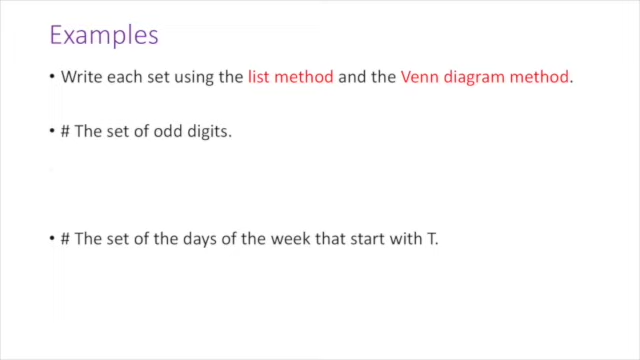 Examples
• Write each set using the list method and the Venn diagram method.
• # The set of odd digits.
• # The set of the days of the week that start with T.